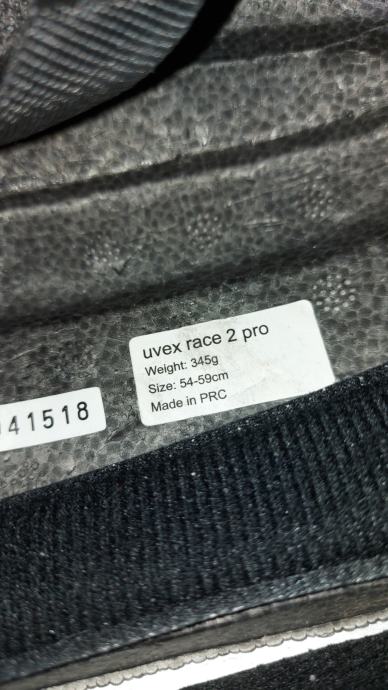 uvex race 2 pro
Weight: 345g
Size: 54-59cm
Made in PRC
41518